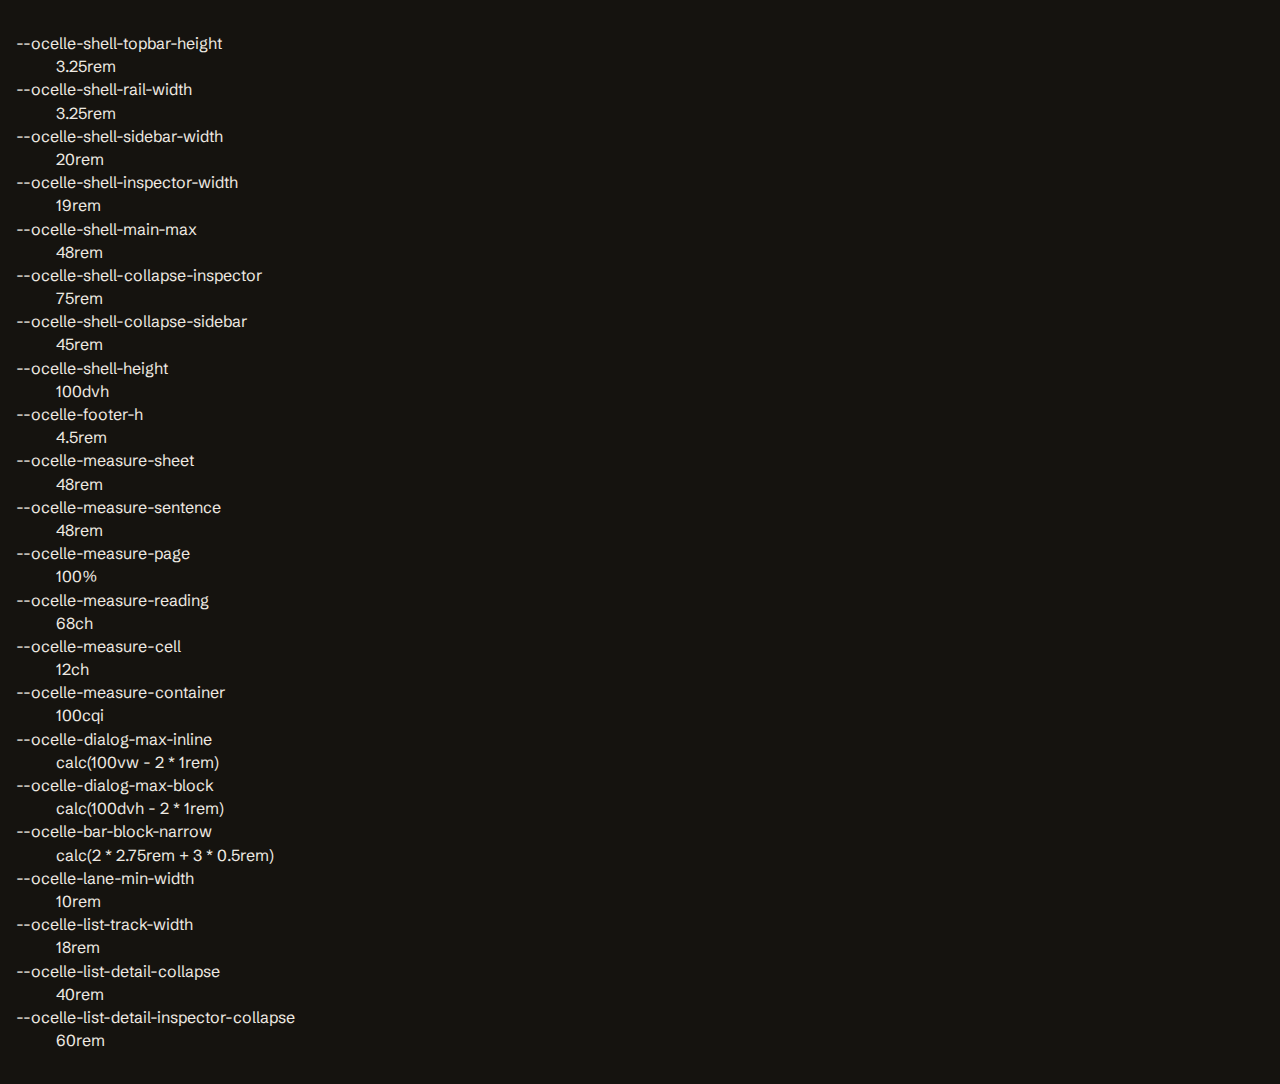 --ocelle-shell-topbar-height
3.25rem
--ocelle-shell-rail-width
3.25rem
--ocelle-shell-sidebar-width
20rem
--ocelle-shell-inspector-width
19rem
--ocelle-shell-main-max
48rem
--ocelle-shell-collapse-inspector
75rem
--ocelle-shell-collapse-sidebar
45rem
--ocelle-shell-height
100dvh
--ocelle-footer-h
4.5rem
--ocelle-measure-sheet
48rem
--ocelle-measure-sentence
48rem
--ocelle-measure-page
100%
--ocelle-measure-reading
68ch
--ocelle-measure-cell
12ch
--ocelle-measure-container
100cqi
--ocelle-dialog-max-inline
calc(100vw - 2 * 1rem)
--ocelle-dialog-max-block
calc(100dvh - 2 * 1rem)
--ocelle-bar-block-narrow
calc(2 * 2.75rem + 3 * 0.5rem)
--ocelle-lane-min-width
10rem
--ocelle-list-track-width
18rem
--ocelle-list-detail-collapse
40rem
--ocelle-list-detail-inspector-collapse
60rem